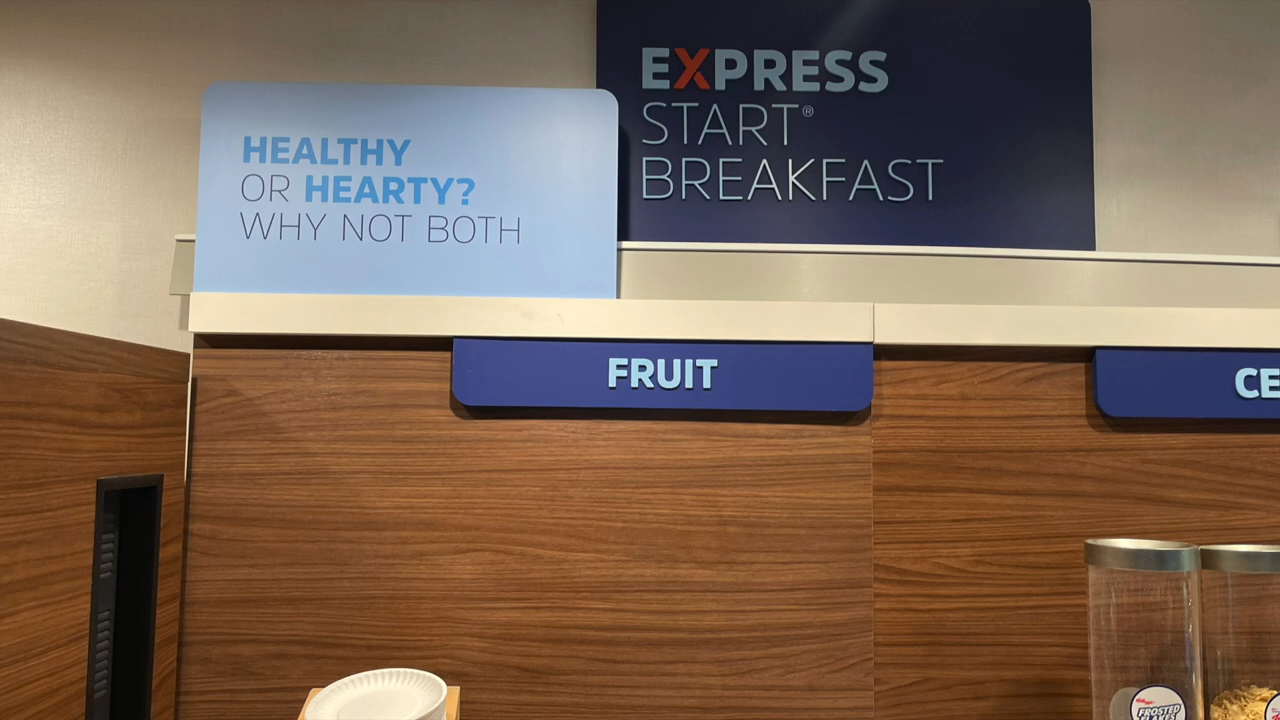 EXPRESS
START®
BREAKFAST
HEALTHY
OR HEARTY?
WHY NOT BOTH
FRUIT
CE
FROSTED
FLAKES